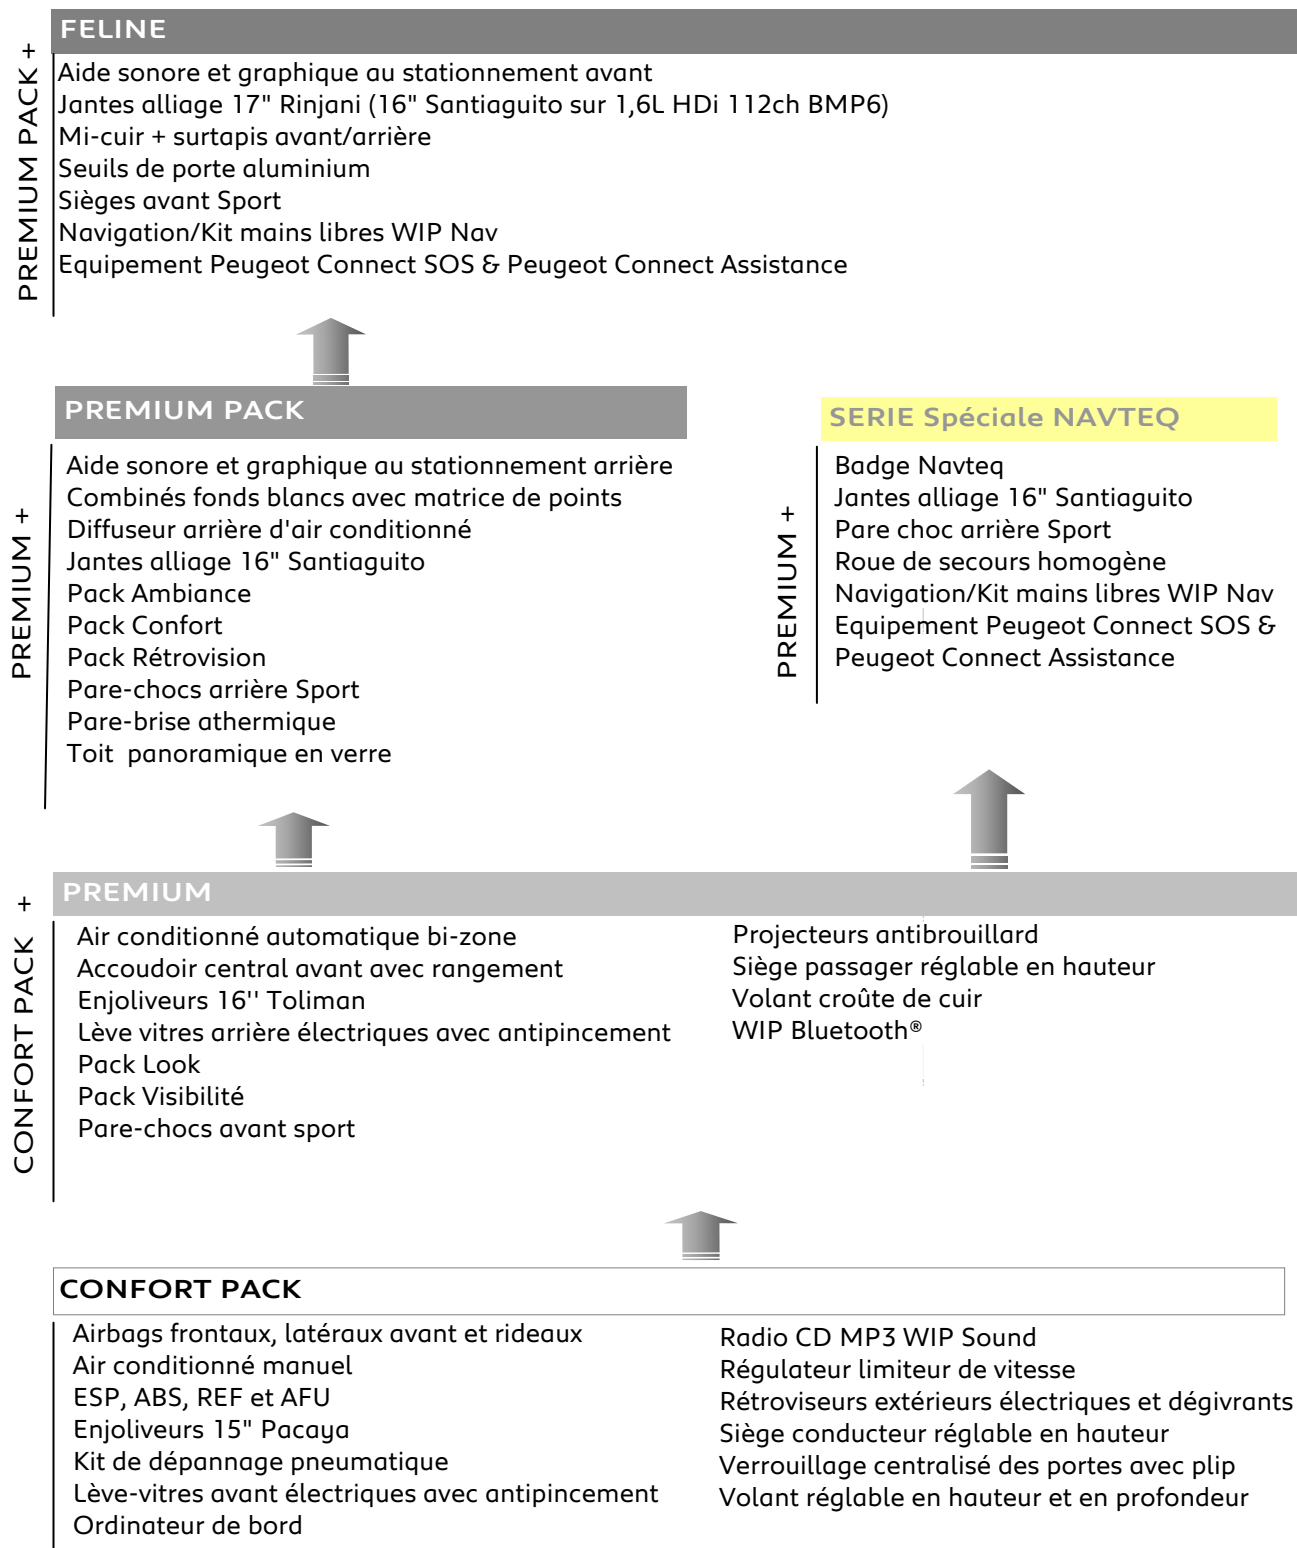 FELINE
PREMIUM PACK +
Aide sonore et graphique au stationnement avant
Jantes alliage 17" Rinjani (16" Santiaguito sur 1,6L HDi 112ch BMP6)
Mi-cuir + surtapis avant/arrière
Seuils de porte aluminium
Sièges avant Sport
Navigation/Kit mains libres WIP Nav
Equipement Peugeot Connect SOS & Peugeot Connect Assistance
PREMIUM PACK
PREMIUM +
Aide sonore et graphique au stationnement arrière
Combinés fonds blancs avec matrice de points
Diffuseur arrière d'air conditionné
Jantes alliage 16" Santiaguito
Pack Ambiance
Pack Confort
Pack Rétrovision
Pare-chocs arrière Sport
Pare-brise athermique
Toit  panoramique en verre
SERIE Spéciale NAVTEQ
PREMIUM +
Badge Navteq
Jantes alliage 16" Santiaguito
Pare choc arrière Sport
Roue de secours homogène
Navigation/Kit mains libres WIP Nav
Equipement Peugeot Connect SOS &
Peugeot Connect Assistance
PREMIUM
CONFORT PACK +
Air conditionné automatique bi-zone
Accoudoir central avant avec rangement
Enjoliveurs 16'' Toliman
Lève vitres arrière électriques avec antipincement
Pack Look
Pack Visibilité
Pare-chocs avant sport
Projecteurs antibrouillard
Siège passager réglable en hauteur
Volant croûte de cuir
WIP Bluetooth®
CONFORT PACK
Airbags frontaux, latéraux avant et rideaux
Air conditionné manuel
ESP, ABS, REF et AFU
Enjoliveurs 15" Pacaya
Kit de dépannage pneumatique
Lève-vitres avant électriques avec antipincement
Ordinateur de bord
Radio CD MP3 WIP Sound
Régulateur limiteur de vitesse
Rétroviseurs extérieurs électriques et dégivrants
Siège conducteur réglable en hauteur
Verrouillage centralisé des portes avec plip
Volant réglable en hauteur et en profondeur